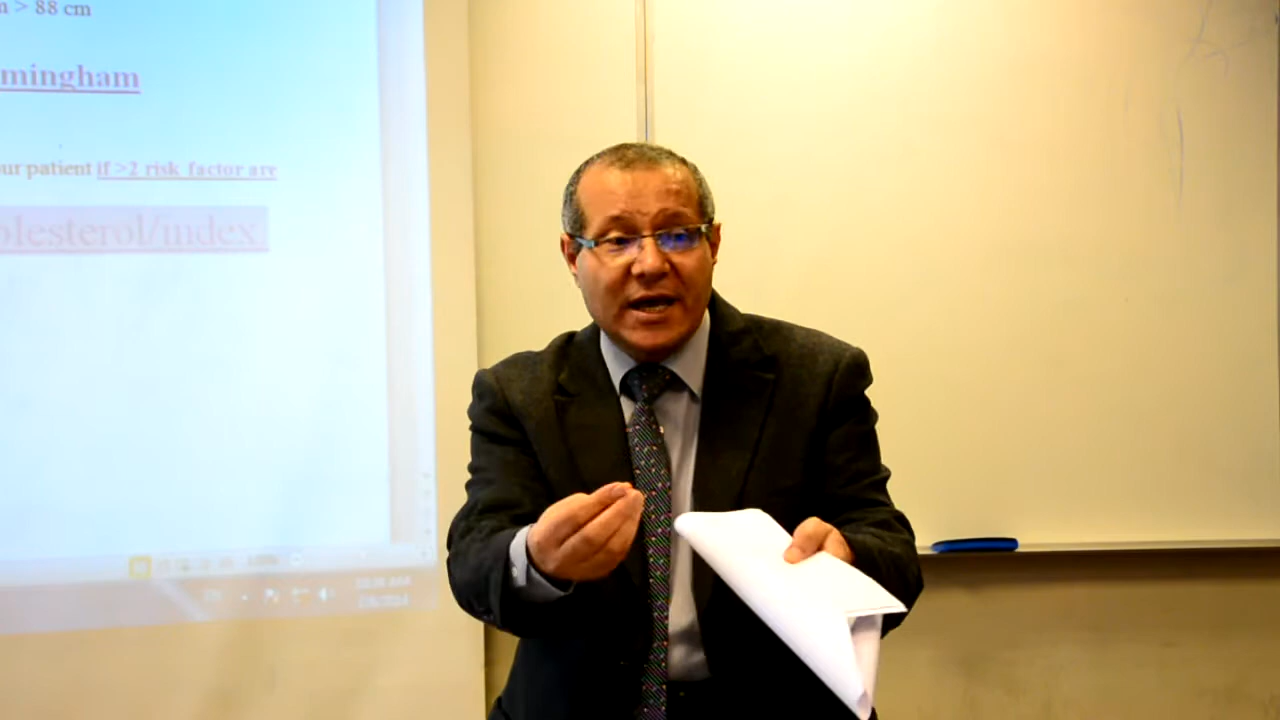 > 88 cm
mingham
our patient if >2 risk factor are
olesterol/index.